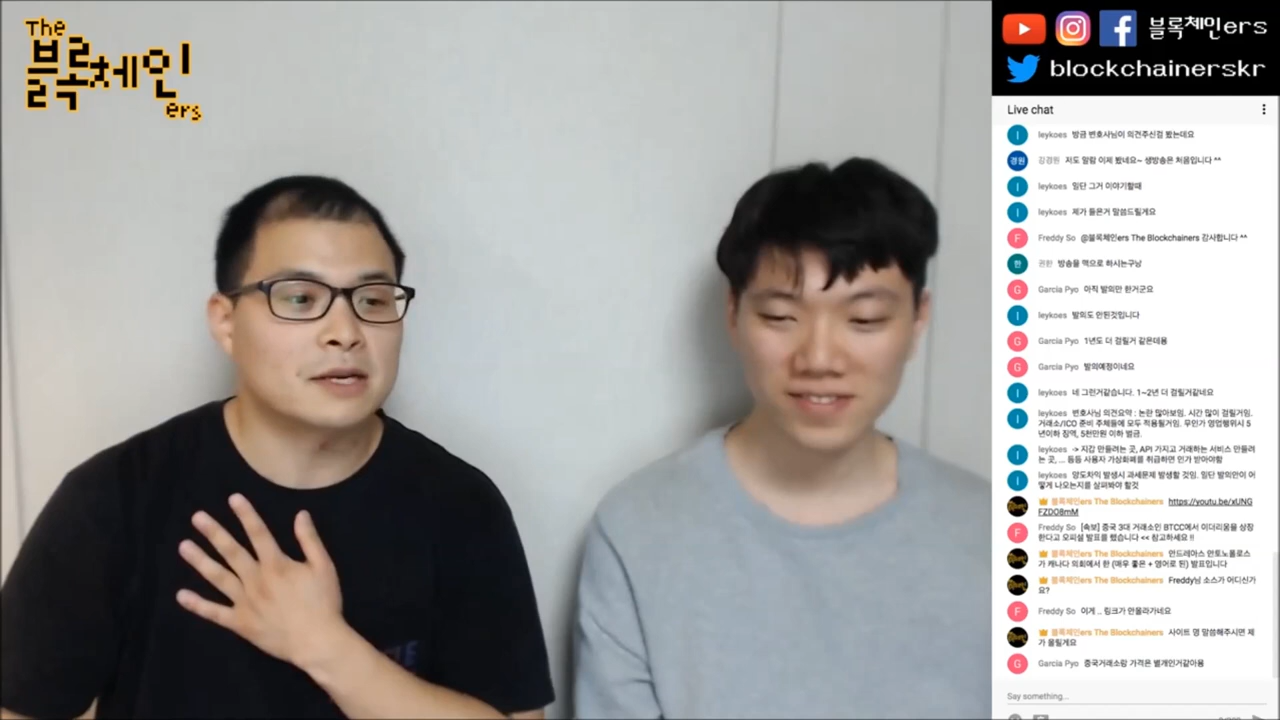 The
블록체인
ers
블록체인ers
blockchainerskr
Live chat
leykoes 방금 변호사님이 의견주신검 봤는데요
김경원 저도 알람 이제 봤네요~ 생방송은 처음입니다 ^^
leykoes 일단 그거 이야기할때
leykoes 제가 들은거 말씀드릴게요
Freddy So @블록체인ers The Blockchainers 감사합니다 ^^
권한 방송을 맥으로 하시는구낭
Garcia Pyo 아직 발의만 한거군요
leykoes 발의도 안된것입니다
Garcia Pyo 1년도 더 걸릴거 같은데욤
Garcia Pyo 발의예정이네요
leykoes 네 그런거같습니다. 1~2년 더 걸릴거같네요
leykoes 변호사님 의견요약 : 논란 많아보임. 시간 많이 걸릴거임.
거래소/ICO 준비 주체들에 모두 적용될거임. 무인가 영업행위시 5
년이하 징역, 5천만원 이하 벌금.
leykoes -> 지갑 만들려는 곳, API 가지고 거래하는 서비스 만들려
는 곳, ... 등등 사용자 가상화폐를 취급하면 인가 받아야함
leykoes 양도차익 발생시 과세문제 발생할 것임. 일단 발의안이 어
떻게 나오는지를 살펴봐야 할것
블록체인ers The Blockchainers https://youtu.be/xUNG
FZDO8mM
Freddy So [속보] 중국 3대 거래소인 BTCC에서 이더리움을 상장
한다고 오피셜 발표를 했습니다 << 참고하세요 !!
블록체인ers The Blockchainers 안드레아스 안토노폴로스
가 캐나다 의회에서 한 (매우 좋은 + 영어로 된) 발표입니다
블록체인ers The Blockchainers Freddy님 소스가 어디신가
요?
Freddy So 이게 .. 링크가 안올라가네요
블록체인ers The Blockchainers 사이트 명 말씀해주시면 제
가 올릴게요
Garcia Pyo 중국거래소랑 가격은 별개인거같아용
Say something...